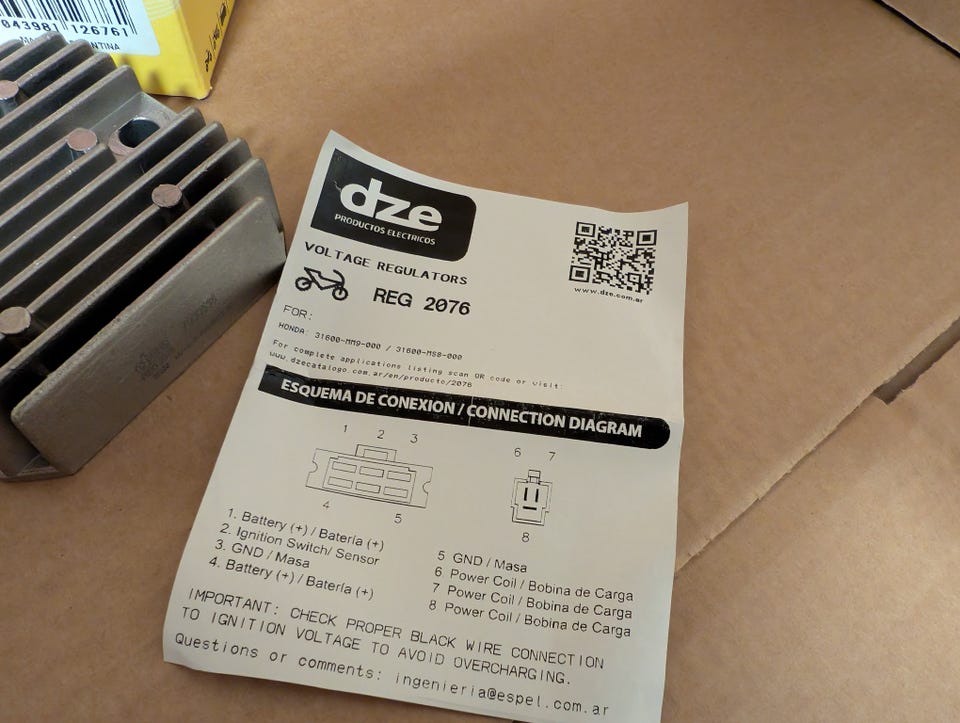 843981 126761
dze
PRODUCTOS ELECTRICOS
VOLTAGE REGULATORS
REG 2076
www.dze.com.ar
FOR:
HONDA: 31600-MM9-000 / 31600-MS8-000
For complete applications listing scan QR code or visit:
www.dzecatalogo.com.ar/en/producto/2076
ESQUEMA DE CONEXION / CONNECTION DIAGRAM
1 2 3
6 7
4 5
8
1. Battery (+) / Batería (+)
2. Ignition Switch/ Sensor
3. GND / Masa
4. Battery (+) / Batería (+)
5 GND / Masa
6 Power Coil / Bobina de Carga
7 Power Coil / Bobina de Carga
8 Power Coil / Bobina de Carga
IMPORTANT: CHECK PROPER BLACK WIRE CONNECTION
TO IGNITION VOLTAGE TO AVOID OVERCHARGING.
Questions or comments: ingenieria@espel.com.ar